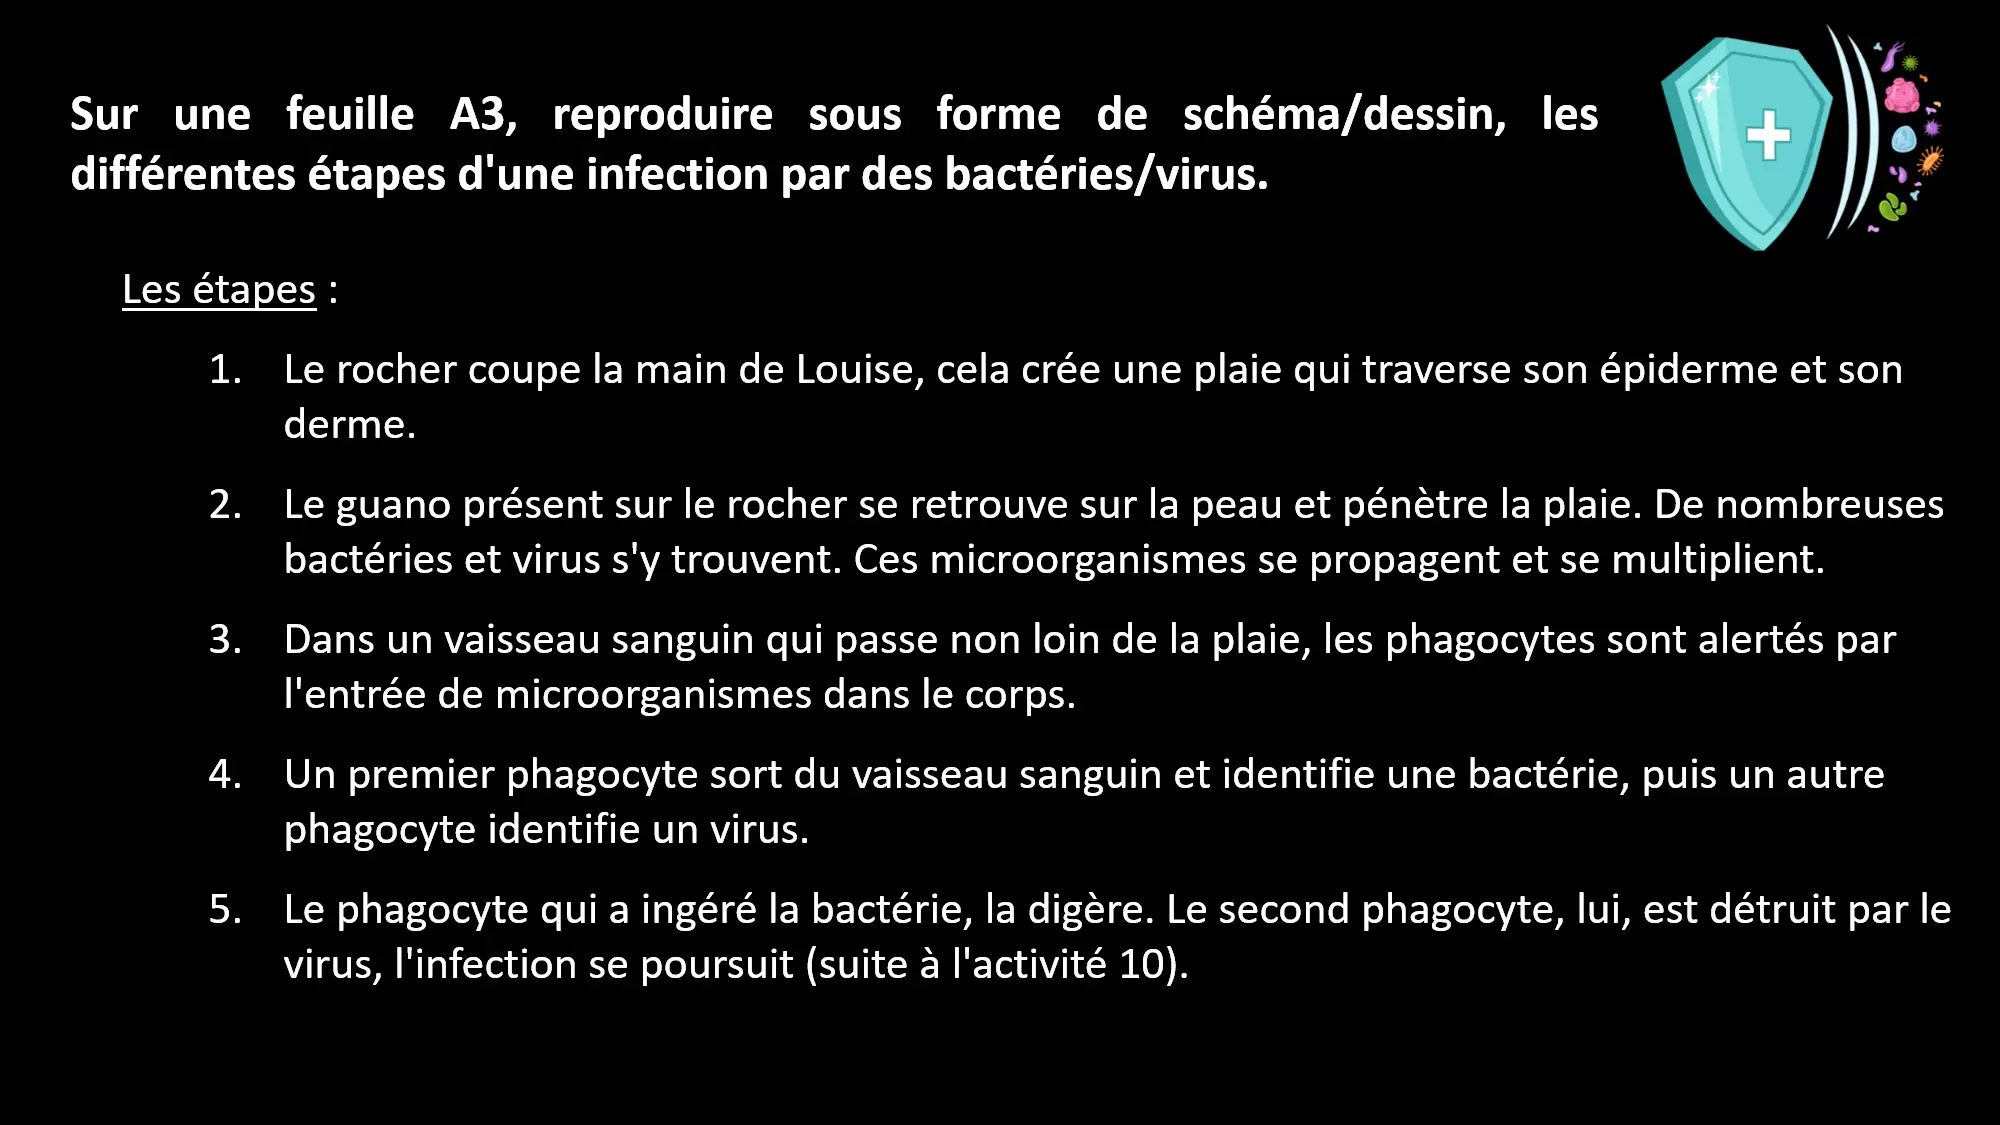 Sur une feuille A3, reproduire sous forme de schéma/dessin, les
différentes étapes d'une infection par des bactéries/virus.
Les étapes :
1. Le rocher coupe la main de Louise, cela crée une plaie qui traverse son épiderme et son
derme.
2. Le guano présent sur le rocher se retrouve sur la peau et pénètre la plaie. De nombreuses
bactéries et virus s'y trouvent. Ces microorganismes se propagent et se multiplient.
3. Dans un vaisseau sanguin qui passe non loin de la plaie, les phagocytes sont alertés par
l'entrée de microorganismes dans le corps.
4. Un premier phagocyte sort du vaisseau sanguin et identifie une bactérie, puis un autre
phagocyte identifie un virus.
5. Le phagocyte qui a ingéré la bactérie, la digère. Le second phagocyte, lui, est détruit par le
virus, l'infection se poursuit (suite à l'activité 10).